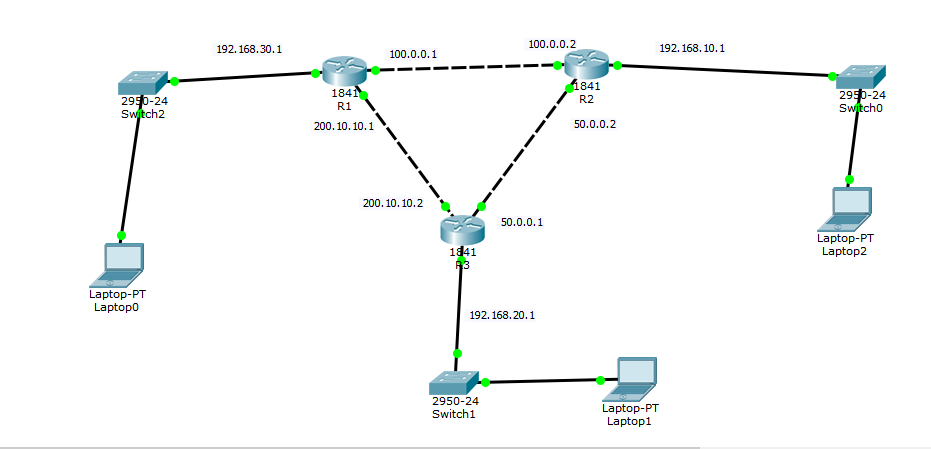 192.168.30.1
100.0.0.1
100.0.0.2
192.168.10.1
2950-24
Switch2
1841
R1
1841
R2
2950-24
Switch0
200.10.10.1
50.0.0.2
200.10.10.2
50.0.0.1
1841
R3
Laptop-PT
Laptop0
Laptop-PT
Laptop2
192.168.20.1
2950-24
Switch1
Laptop-PT
Laptop1